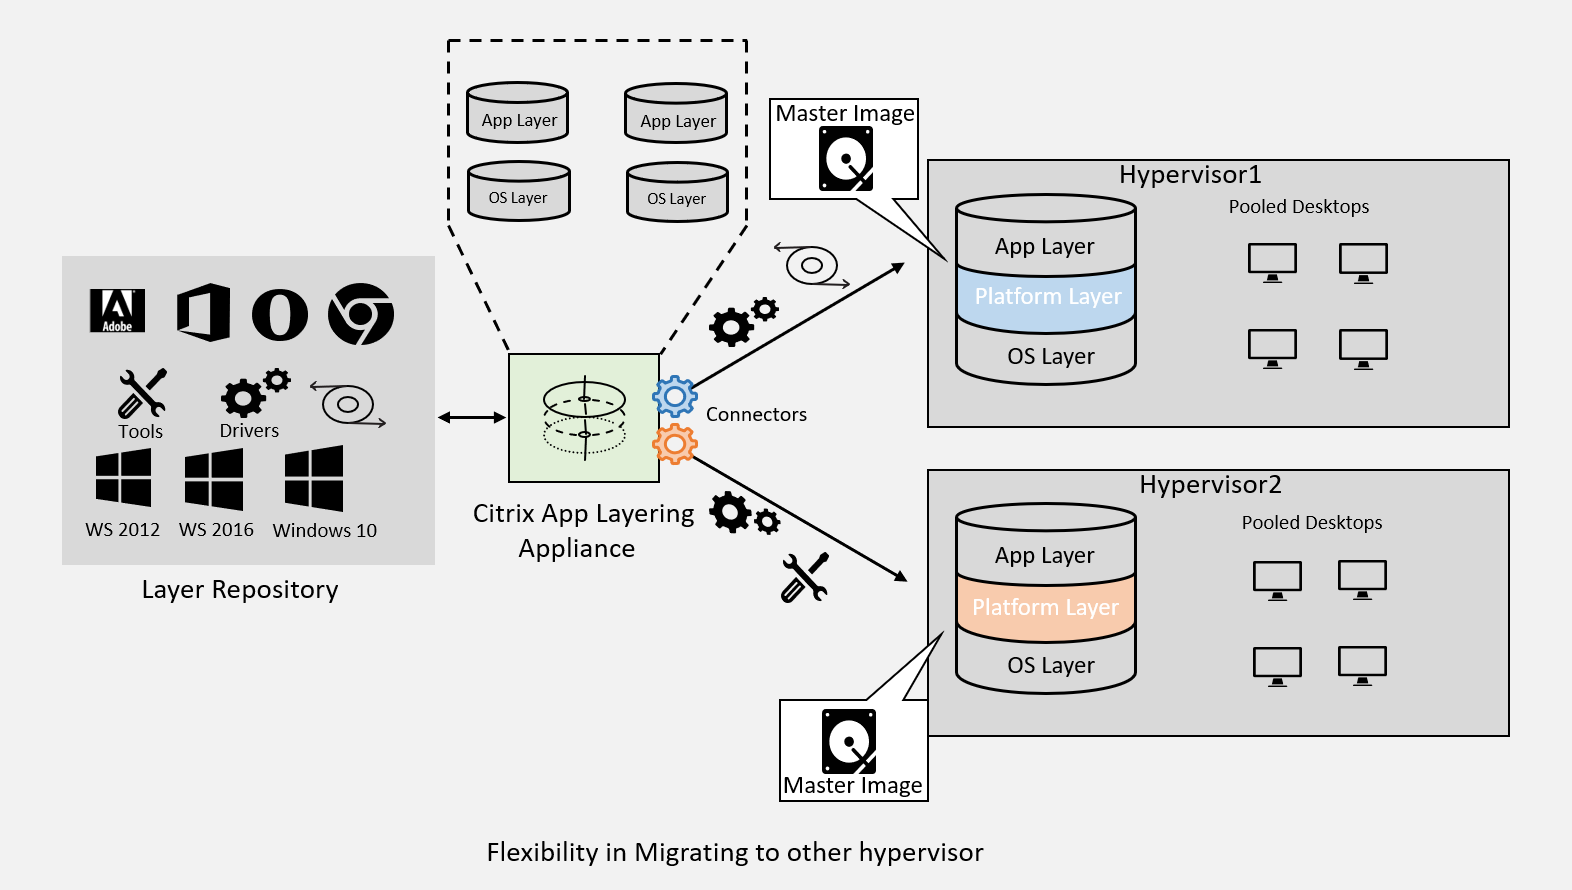 App Layer
App Layer
OS Layer
OS Layer
Master Image
Hypervisor1
Pooled Desktops
App Layer
Platform Layer
OS Layer
Adobe
Tools
Drivers
WS 2012
WS 2016
Windows 10
Layer Repository
Connectors
Citrix App Layering
Appliance
Hypervisor2
Pooled Desktops
App Layer
Platform Layer
OS Layer
Master Image
Flexibility in Migrating to other hypervisor